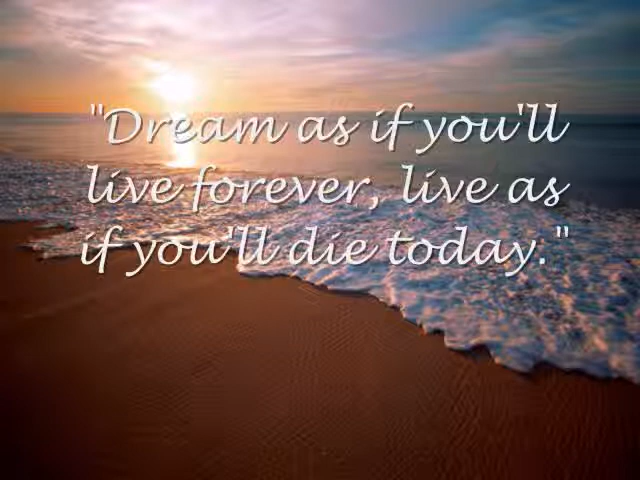 "Dream as if you'll
live forever, live as
if you'll die today."